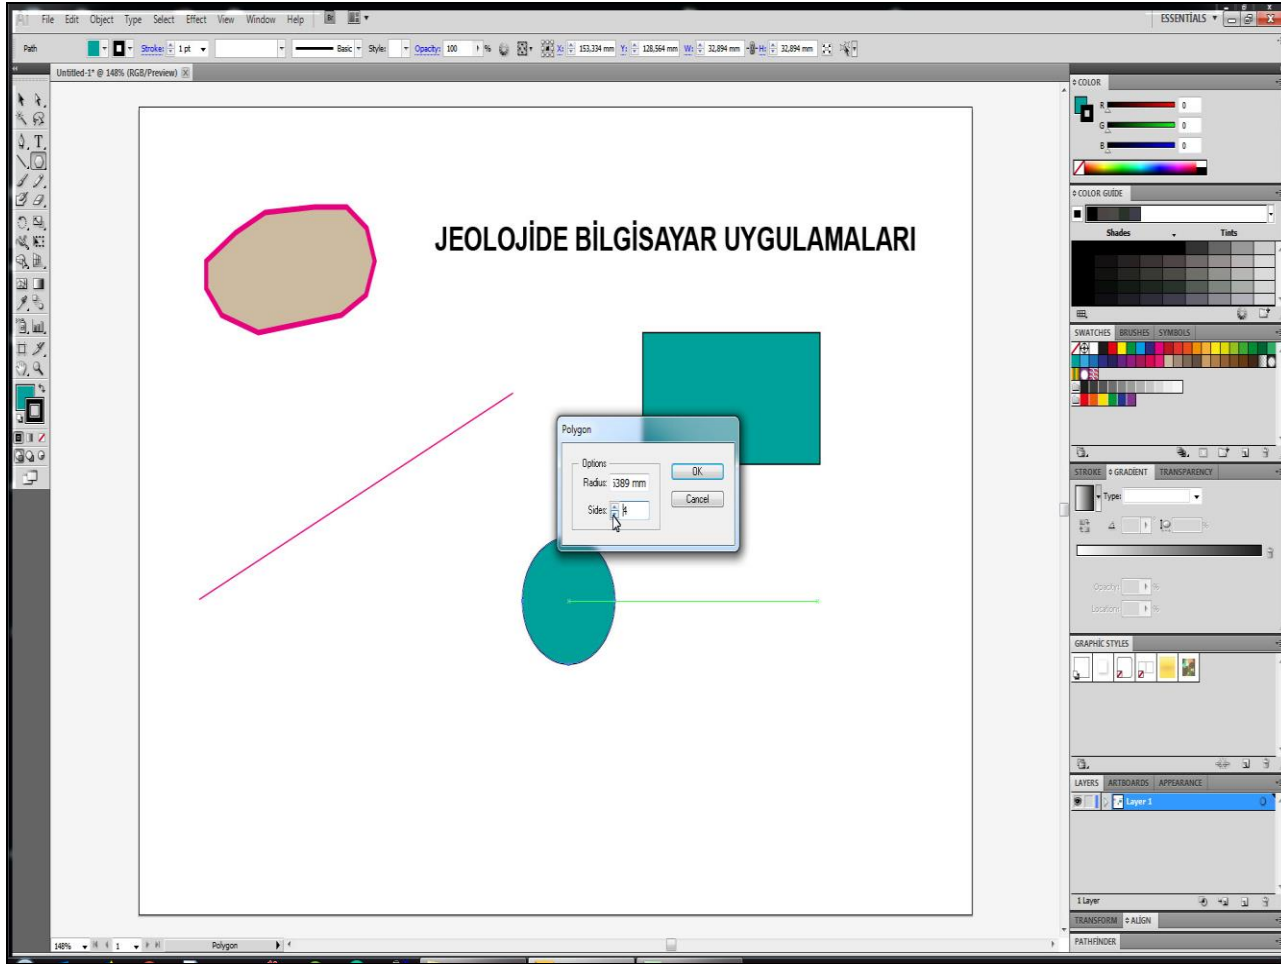 File Edit Object Type Select Effect View Window Help Br ESSENTIALS
Path Stroke: 1 pt Basic Style: Opacity: 100 % X: 153,334 mm Y: 128,564 mm W: 32,894 mm H: 32,894 mm
Untitled-1* @ 148% (RGB/Preview)
COLOR
R 0
G 0
B 0
COLOR GUIDE
Shades Tints
JEOLOJİDE BİLGİSAYAR UYGULAMALARI
SWATCHES BRUSHES SYMBOLS
Polygon
Options
Radius: 389 mm
Sides: 4
OK
Cancel
STROKE GRADIENT TRANSPARENCY
Type:
Opacity: %
Location: %
GRAPHIC STYLES
LAYERS ARTBOARDS APPEARANCE
Layer 1
1 Layer
TRANSFORM ALIGN
PATHFINDER
148% 1 Polygon